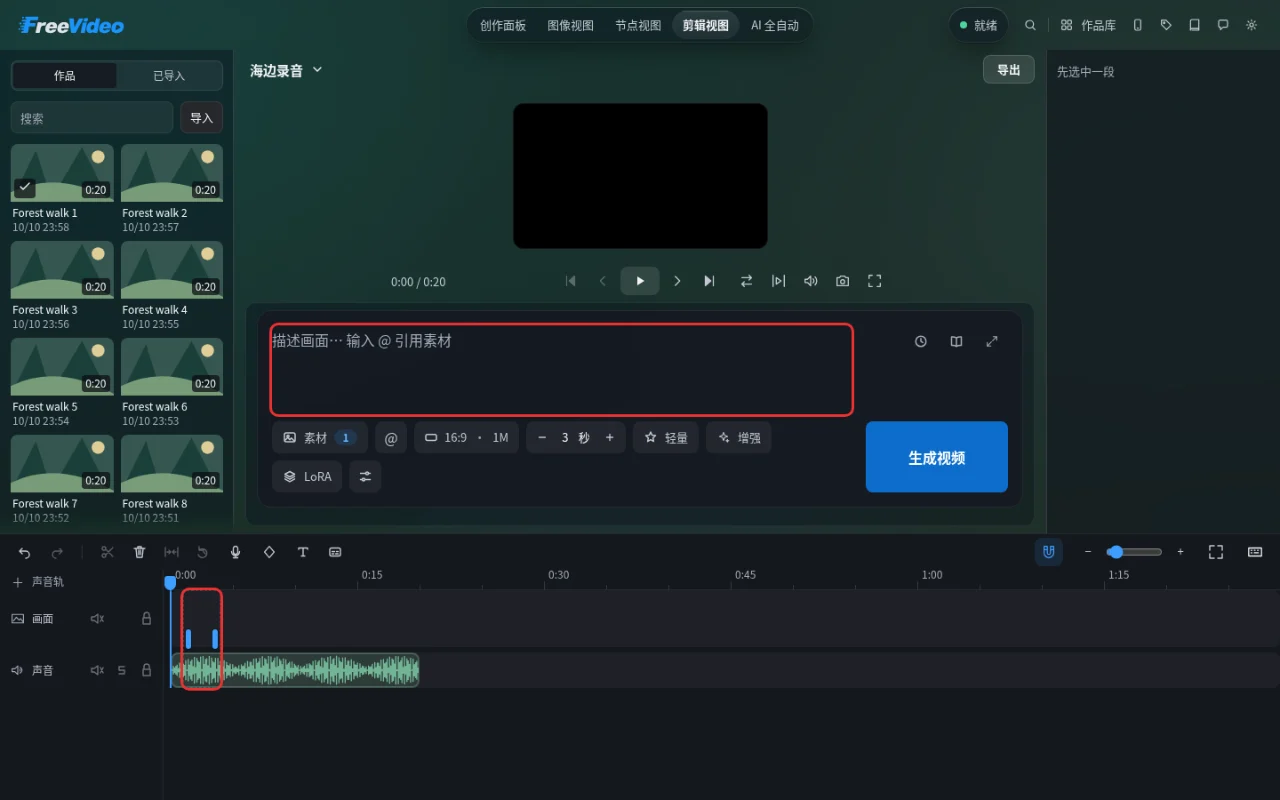 FreeVideo
创作面板
图像视图
节点视图
剪辑视图
AI 全自动
就绪
作品库
作品
已导入
搜索
导入
0:20
0:20
Forest walk 1
Forest walk 2
10/10 23:58
10/10 23:57
0:20
0:20
Forest walk 3
Forest walk 4
10/10 23:56
10/10 23:55
0:20
0:20
Forest walk 5
Forest walk 6
10/10 23:54
10/10 23:53
0:20
0:20
Forest walk 7
Forest walk 8
10/10 23:52
10/10 23:51
海边录音
导出
0:00 / 0:20
描述画面… 输入 @ 引用素材
素材 1
@
16:9 · 1M
− 3 秒 +
轻量
增强
LoRA
生成视频
先选中一段
声音轨
0:00
0:15
0:30
0:45
1:00
1:15
画面
声音
S